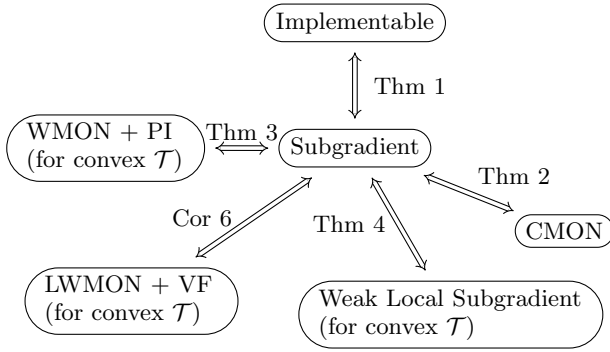 Implementable
Thm 1
WMON + PI
(for convex 𝒯)
Thm 3
Subgradient
Thm 2
CMON
Cor 6
Thm 4
LWMON + VF
(for convex 𝒯)
Weak Local Subgradient
(for convex 𝒯)